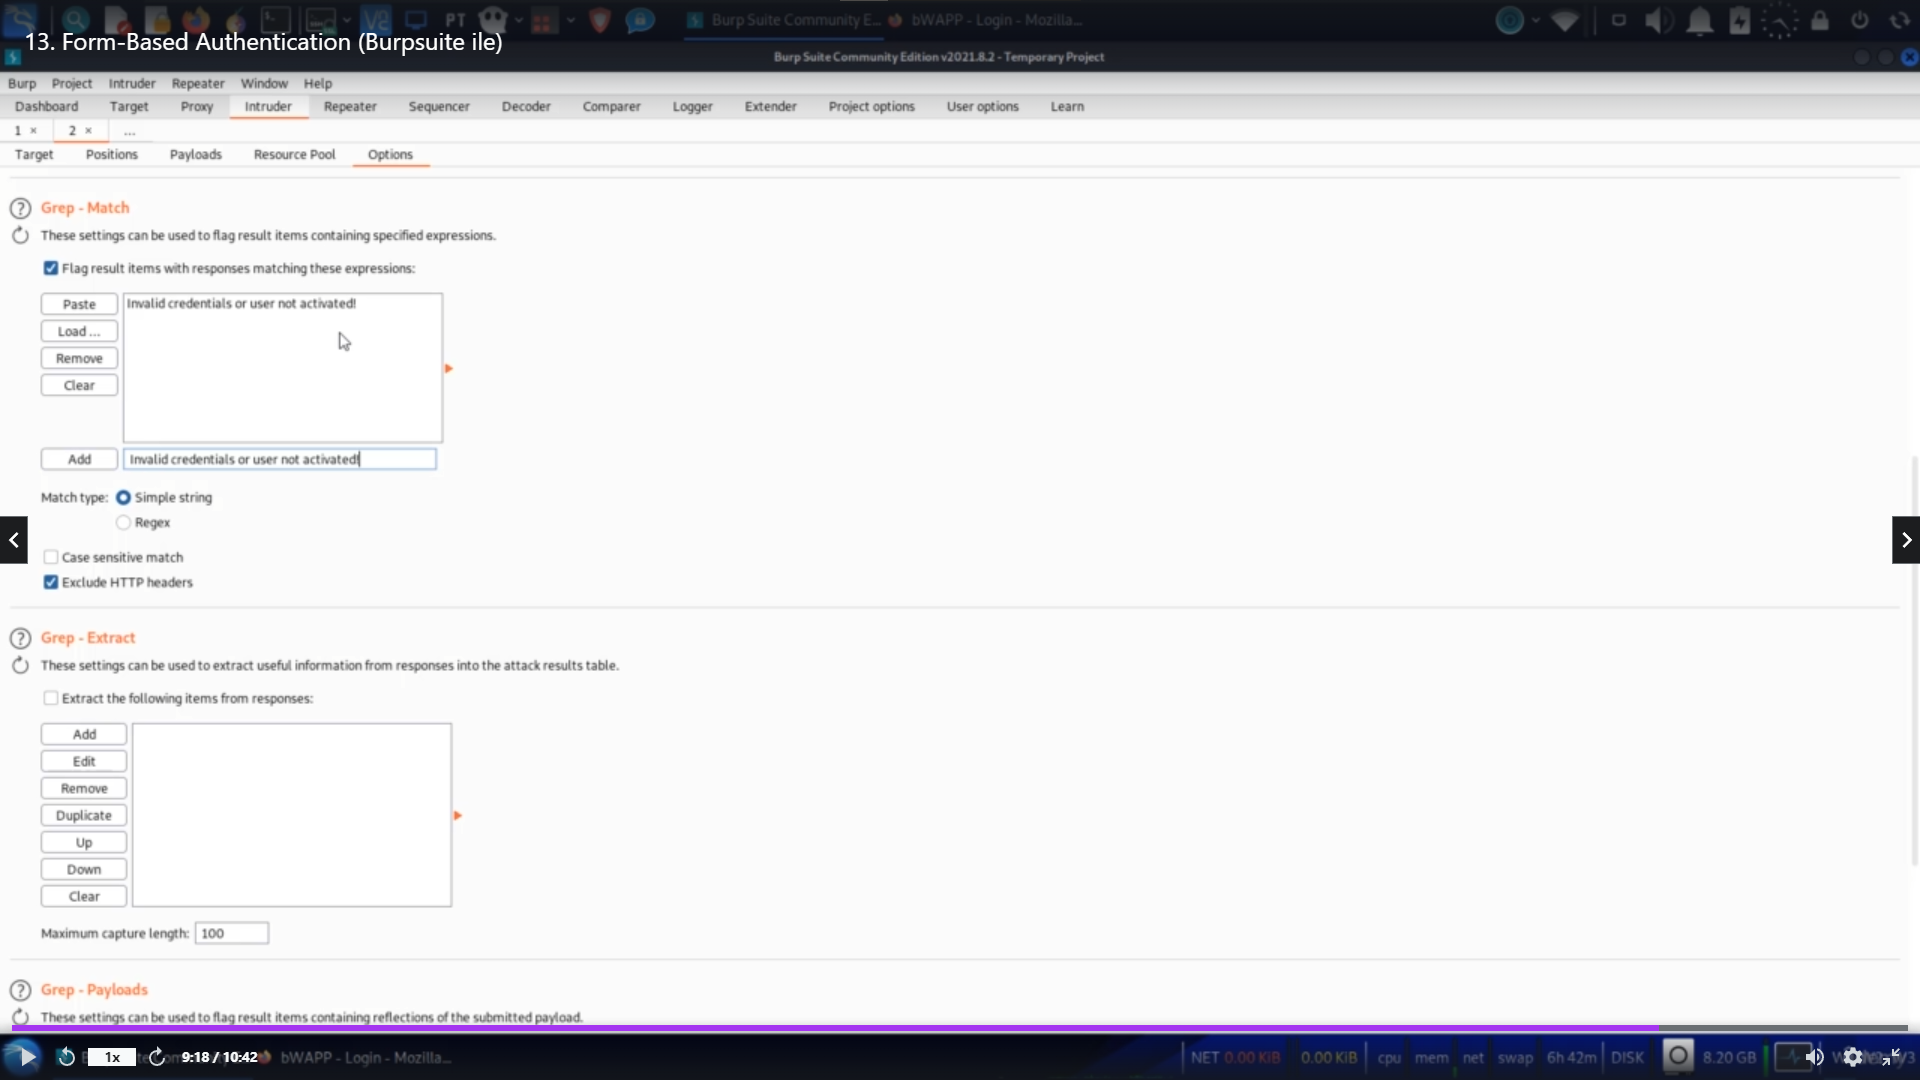 PT
Burp Suite Community E...
bWAPP - Login - Mozilla...
13. Form-Based Authentication (Burpsuite ile)
Burp Suite Community Edition v2021.8.2 - Temporary Project
Burp Project Intruder Repeater Window Help
Dashboard Target Proxy Intruder Repeater Sequencer Decoder Comparer Logger Extender Project options User options Learn
1 × 2 × ...
Target Positions Payloads Resource Pool Options
? Grep - Match
These settings can be used to flag result items containing specified expressions.
Flag result items with responses matching these expressions:
Paste
Invalid credentials or user not activated!
Load ...
Remove
Clear
Add
Invalid credentials or user not activated!
Match type: Simple string
Regex
Case sensitive match
Exclude HTTP headers
? Grep - Extract
These settings can be used to extract useful information from responses into the attack results table.
Extract the following items from responses:
Add
Edit
Remove
Duplicate
Up
Down
Clear
Maximum capture length: 100
? Grep - Payloads
These settings can be used to flag result items containing reflections of the submitted payload.
1x 9:18 / 10:42 bWAPP - Login - Mozilla... NET 0.00 KiB 0.00 KiB cpu mem net swap 6h 42m DISK 8.20 GB